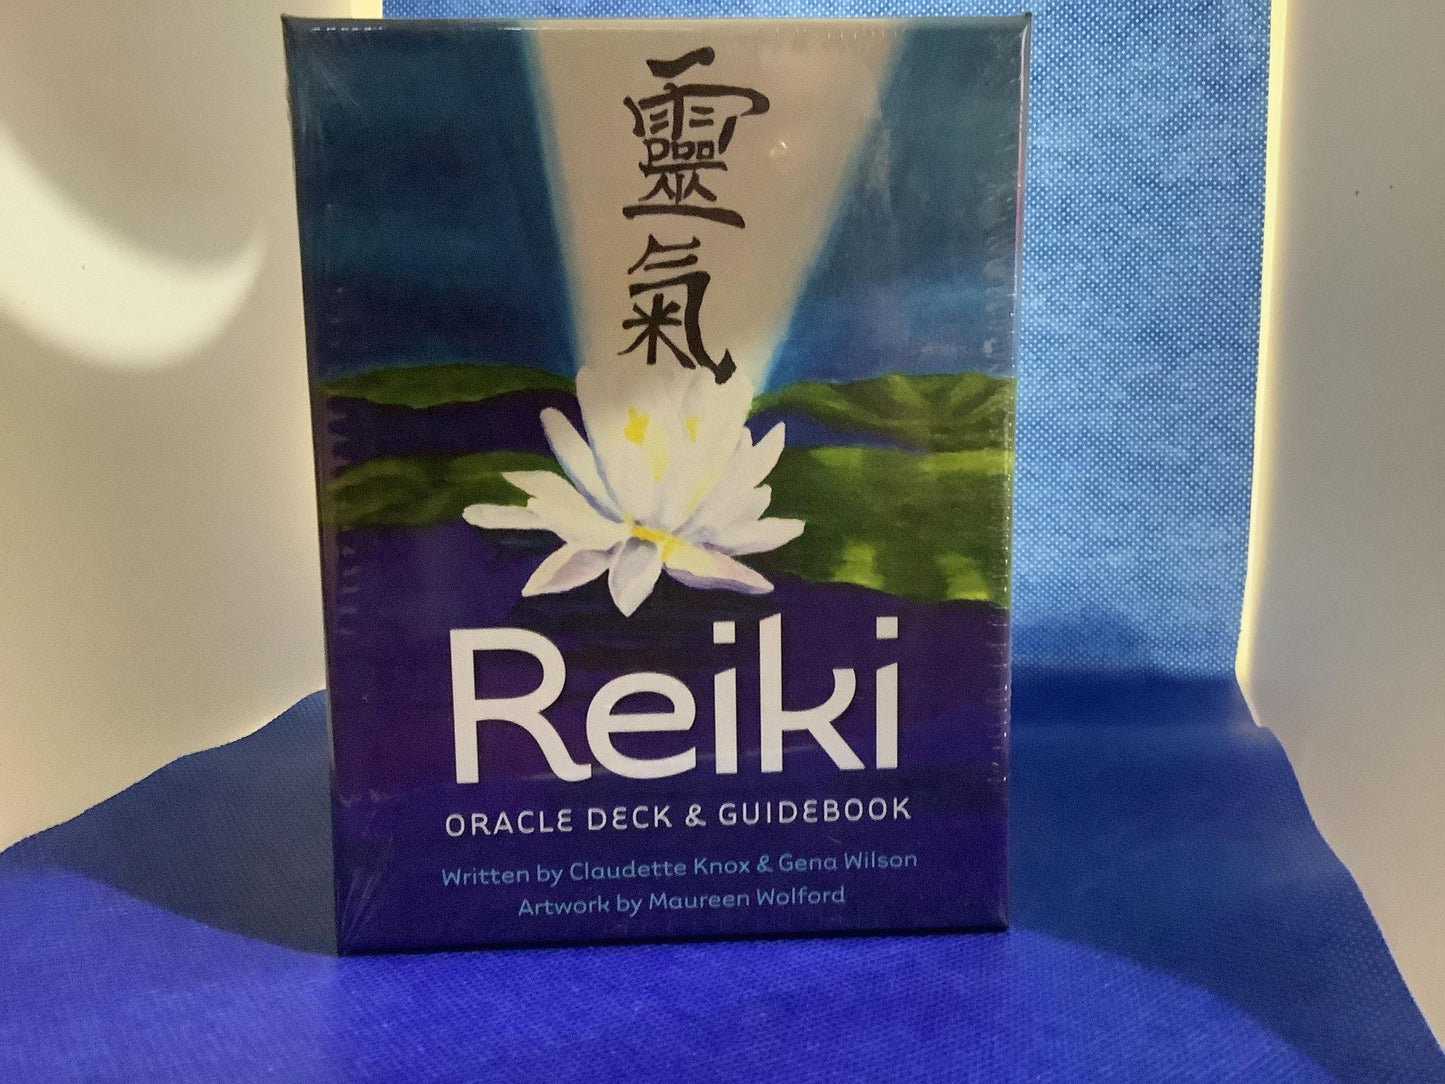 靈
氣
Reiki
ORACLE DECK & GUIDEBOOK
Written by Claudette Knox & Gena Wilson
Artwork by Maureen Wolford